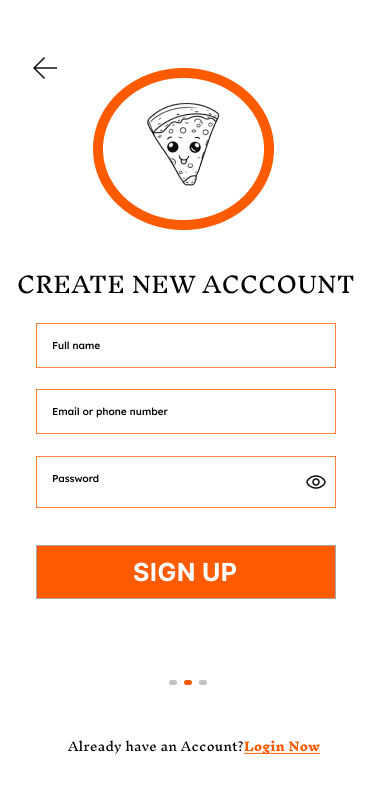 CREATE NEW ACCCOUNT
Full name
Email or phone number
Password
SIGN UP
Already have an Account?Login Now